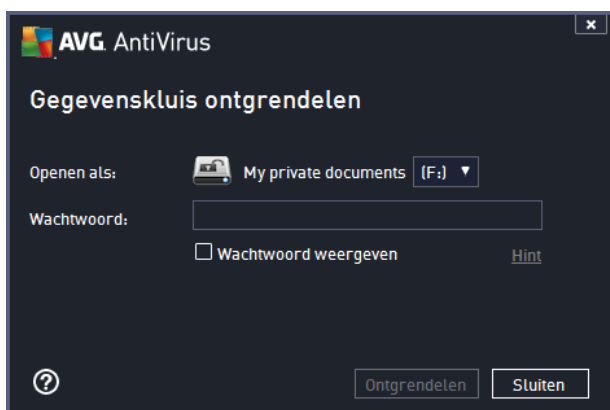 AVG. AntiVirus
Gegevenskluis ontgrendelen
Openen als: My private documents (F:)
Wachtwoord:
Wachtwoord weergeven Hint
Ontgrendelen Sluiten